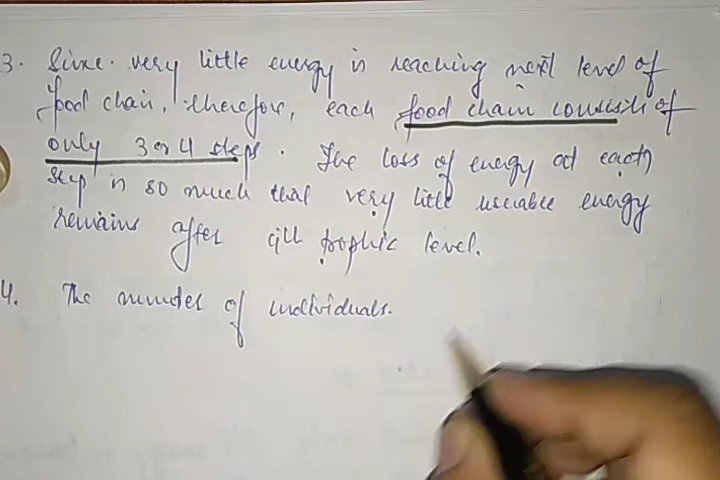 3. Since very little energy is reaching next level of
food chain, therefore, each food chain consists of
only 3 or 4 steps. The loss of energy at each
step is so much that very little useable energy
remains after trophic level.
4. The number of individuals.